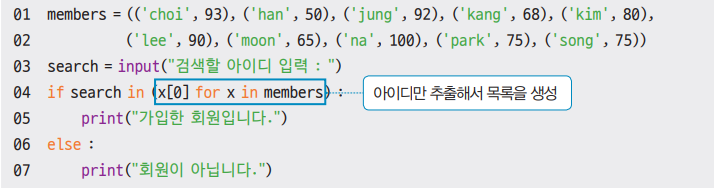 01 members = (('choi', 93), ('han', 50), ('jung', 92), ('kang', 68), ('kim', 80),
02 ('lee', 90), ('moon', 65), ('na', 100), ('park', 75), ('song', 75))
03 search = input("검색할 아이디 입력 : ")
04 if search in (x[0] for x in members) : 아이디만 추출해서 목록을 생성
05 print("가입한 회원입니다.")
06 else :
07 print("회원이 아닙니다.")